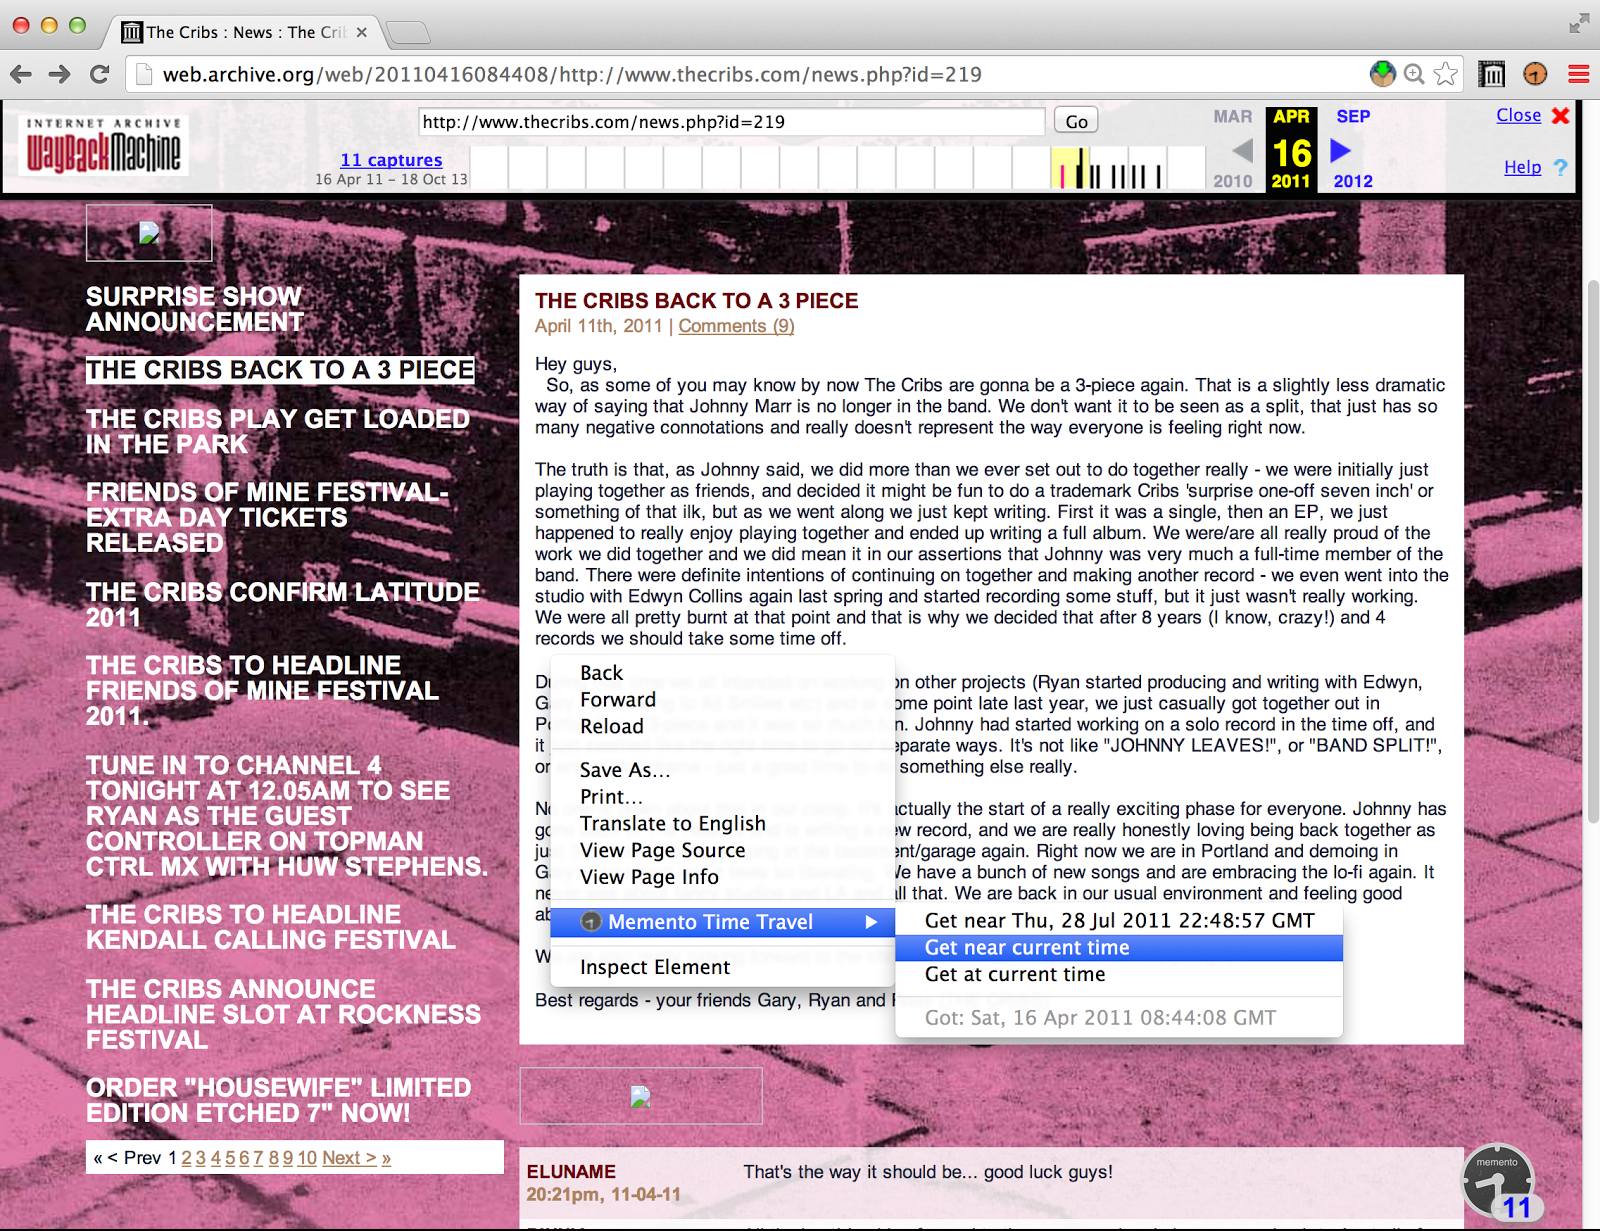 The Cribs : News : The Cri
web.archive.org/web/20110416084408/http://www.thecribs.com/news.php?id=219
INTERNET ARCHIVE
WayBackMachine
http://www.thecribs.com/news.php?id=219
Go
11 captures
16 Apr 11 – 18 Oct 13
MAR APR SEP
16
2010 2011 2012
Close
Help ?
SURPRISE SHOW
ANNOUNCEMENT
THE CRIBS BACK TO A 3 PIECE
THE CRIBS PLAY GET LOADED
IN THE PARK
FRIENDS OF MINE FESTIVAL-
EXTRA DAY TICKETS
RELEASED
THE CRIBS CONFIRM LATITUDE
2011
THE CRIBS TO HEADLINE
FRIENDS OF MINE FESTIVAL
2011.
TUNE IN TO CHANNEL 4
TONIGHT AT 12.05AM TO SEE
RYAN AS THE GUEST
CONTROLLER ON TOPMAN
CTRL MX WITH HUW STEPHENS.
THE CRIBS TO HEADLINE
KENDALL CALLING FESTIVAL
THE CRIBS ANNOUNCE
HEADLINE SLOT AT ROCKNESS
FESTIVAL
ORDER "HOUSEWIFE" LIMITED
EDITION ETCHED 7" NOW!
« < Prev 1 2 3 4 5 6 7 8 9 10 Next > »
THE CRIBS BACK TO A 3 PIECE
April 11th, 2011 | Comments (9)
Hey guys,
So, as some of you may know by now The Cribs are gonna be a 3-piece again. That is a slightly less dramatic
way of saying that Johnny Marr is no longer in the band. We don't want it to be seen as a split, that just has so
many negative connotations and really doesn't represent the way everyone is feeling right now.
The truth is that, as Johnny said, we did more than we ever set out to do together really - we were initially just
playing together as friends, and decided it might be fun to do a trademark Cribs 'surprise one-off seven inch' or
something of that ilk, but as we went along we just kept writing. First it was a single, then an EP, we just
happened to really enjoy playing together and ended up writing a full album. We were/are all really proud of the
work we did together and we did mean it in our assertions that Johnny was very much a full-time member of the
band. There were definite intentions of continuing on together and making another record - we even went into the
studio with Edwyn Collins again last spring and started recording some stuff, but it just wasn't really working.
We were all pretty burnt at that point and that is why we decided that after 8 years (I know, crazy!) and 4
records we should take some time off.
on other projects (Ryan started producing and writing with Edwyn,
some point late last year, we just casually got together out in
Johnny had started working on a solo record in the time off, and
it separate ways. It's not like "JOHNNY LEAVES!", or "BAND SPLIT!",
or something else really.
actually the start of a really exciting phase for everyone. Johnny has
new record, and we are really honestly loving being back together as
/garage again. Right now we are in Portland and demoing in
We have a bunch of new songs and are embracing the lo-fi again. It
all that. We are back in our usual environment and feeling good
Best regards - your friends Gary, Ryan and
Back
Forward
Reload
Save As...
Print...
Translate to English
View Page Source
View Page Info
Memento Time Travel
Inspect Element
Get near Thu, 28 Jul 2011 22:48:57 GMT
Get near current time
Get at current time
Got: Sat, 16 Apr 2011 08:44:08 GMT
ELUNAME That's the way it should be... good luck guys!
20:21pm, 11-04-11
memento
11